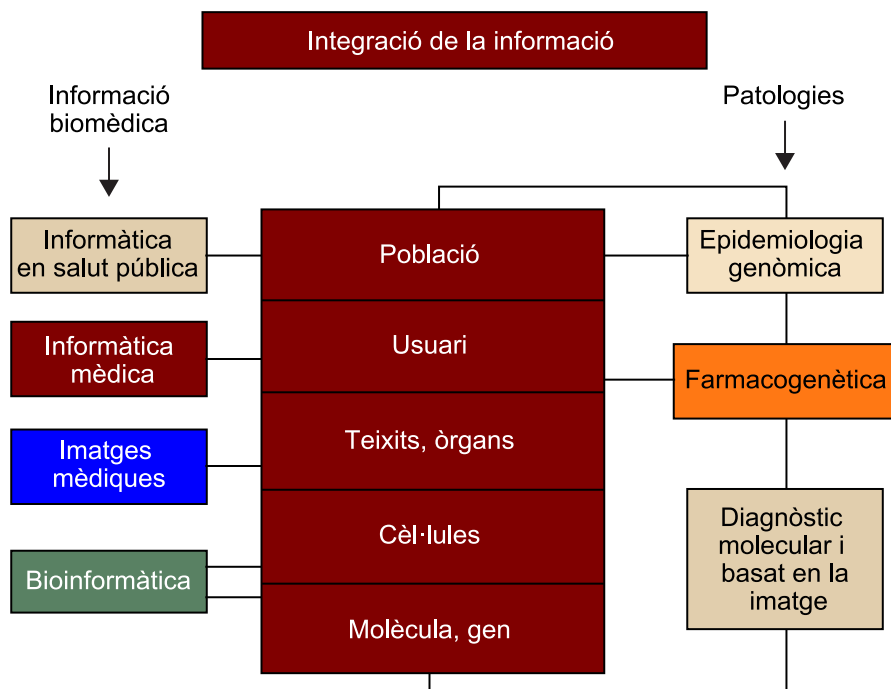 Integració de la informació
Informació
biomèdica
Patologies
Informàtica
en salut pública
Població
Epidemiologia
genòmica
Informàtica
mèdica
Usuari
Farmacogenètica
Imatges
mèdiques
Teixits, òrgans
Bioinformàtica
Cèl·lules
Diagnòstic
molecular i
basat en la
imatge
Molècula, gen